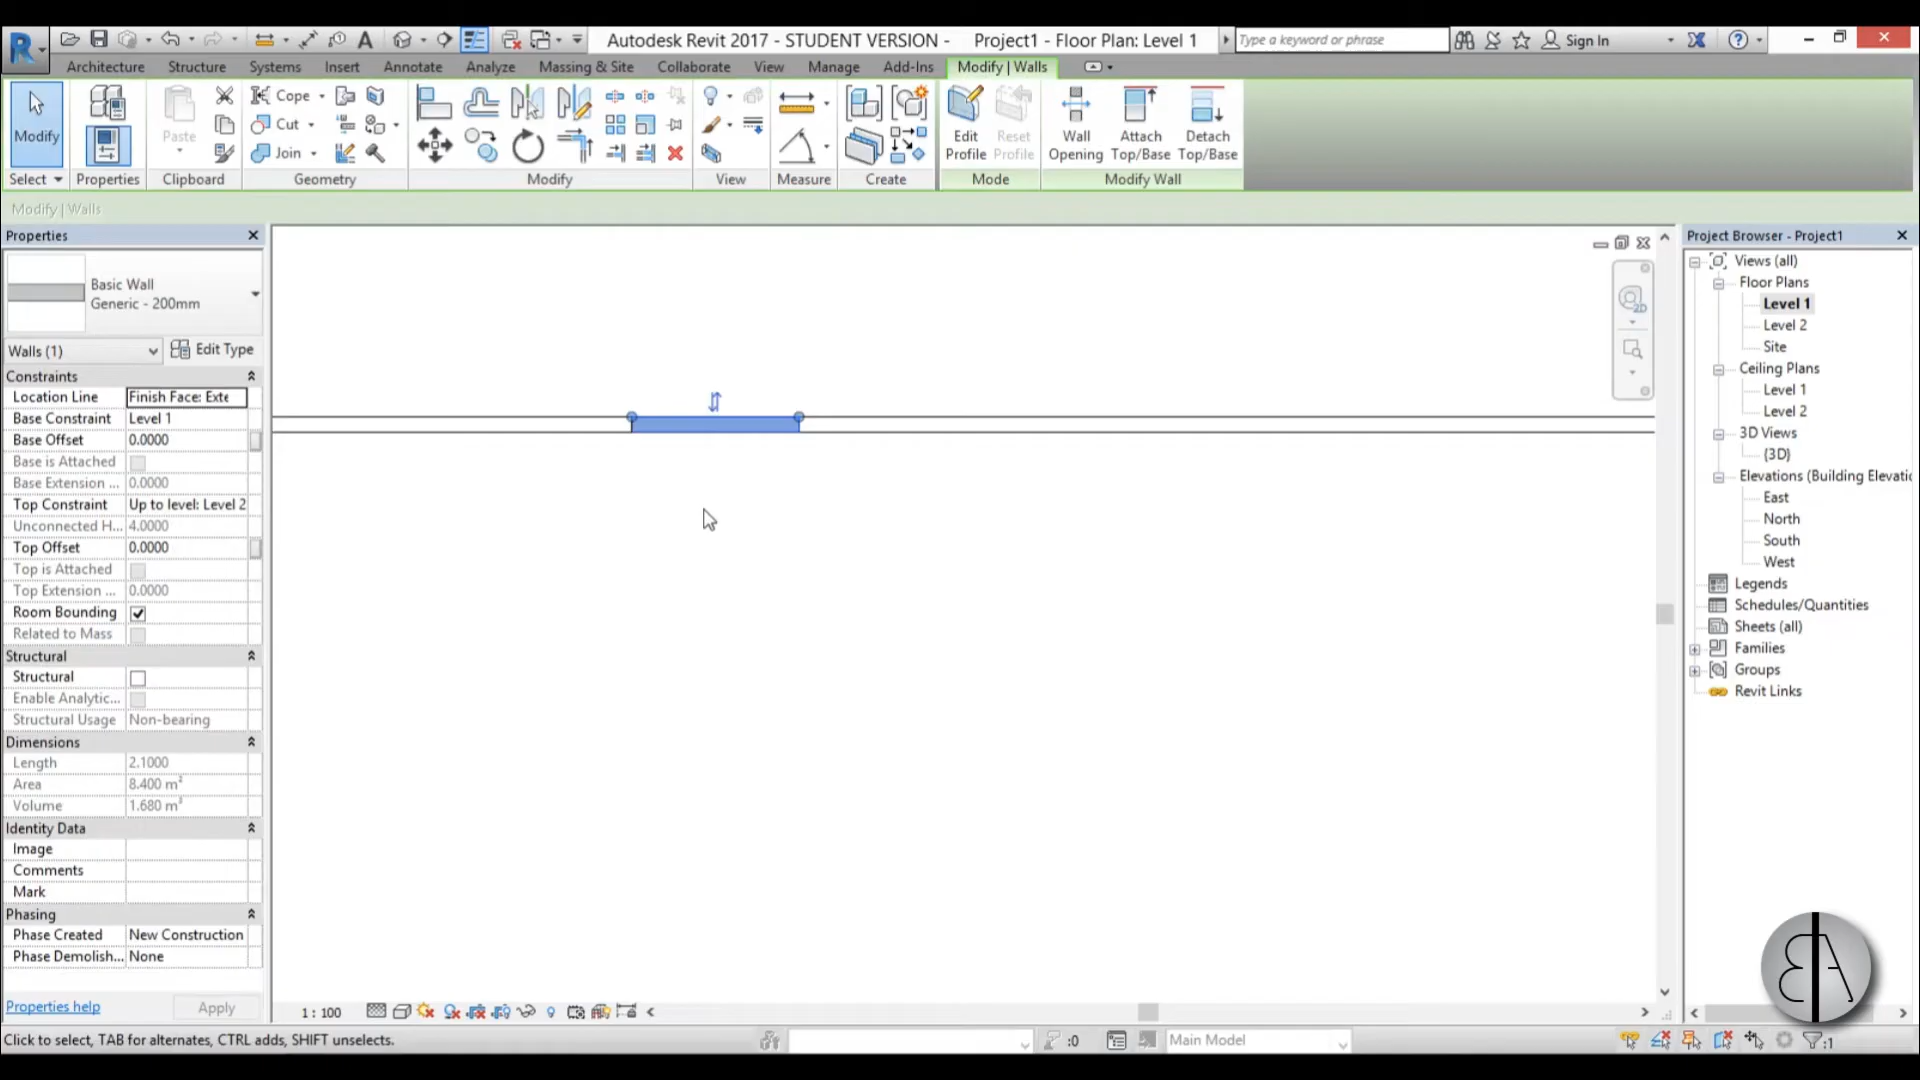 Autodesk Revit 2017 - STUDENT VERSION - Project1 - Floor Plan: Level 1
Type a keyword or phrase
Sign In
Architecture Structure Systems Insert Annotate Analyze Massing & Site Collaborate View Manage Add-Ins Modify | Walls
Modify
Paste
Cope
Cut
Join
Edit Profile
Reset Profile
Wall Opening
Attach Top/Base
Detach Top/Base
Select Properties Clipboard Geometry Modify View Measure Create Mode Modify Wall
Modify | Walls
Properties
Basic Wall
Generic - 200mm
Walls (1) Edit Type
Constraints
Location Line Finish Face: Exte
Base Constraint Level 1
Base Offset 0.0000
Base is Attached
Base Extension ... 0.0000
Top Constraint Up to level: Level 2
Unconnected H... 4.0000
Top Offset 0.0000
Top is Attached
Top Extension ... 0.0000
Room Bounding
Related to Mass
Structural
Structural
Enable Analytic...
Structural Usage Non-bearing
Dimensions
Length 2.1000
Area 8.400 m²
Volume 1.680 m³
Identity Data
Image
Comments
Mark
Phasing
Phase Created New Construction
Phase Demolish... None
Properties help Apply
2D
Project Browser - Project1
Views (all)
Floor Plans
Level 1
Level 2
Site
Ceiling Plans
Level 1
Level 2
3D Views
{3D}
Elevations (Building Elevatio
East
North
South
West
Legends
Schedules/Quantities
Sheets (all)
Families
Groups
Revit Links
1 : 100
Click to select, TAB for alternates, CTRL adds, SHIFT unselects.
:0
Main Model
:1